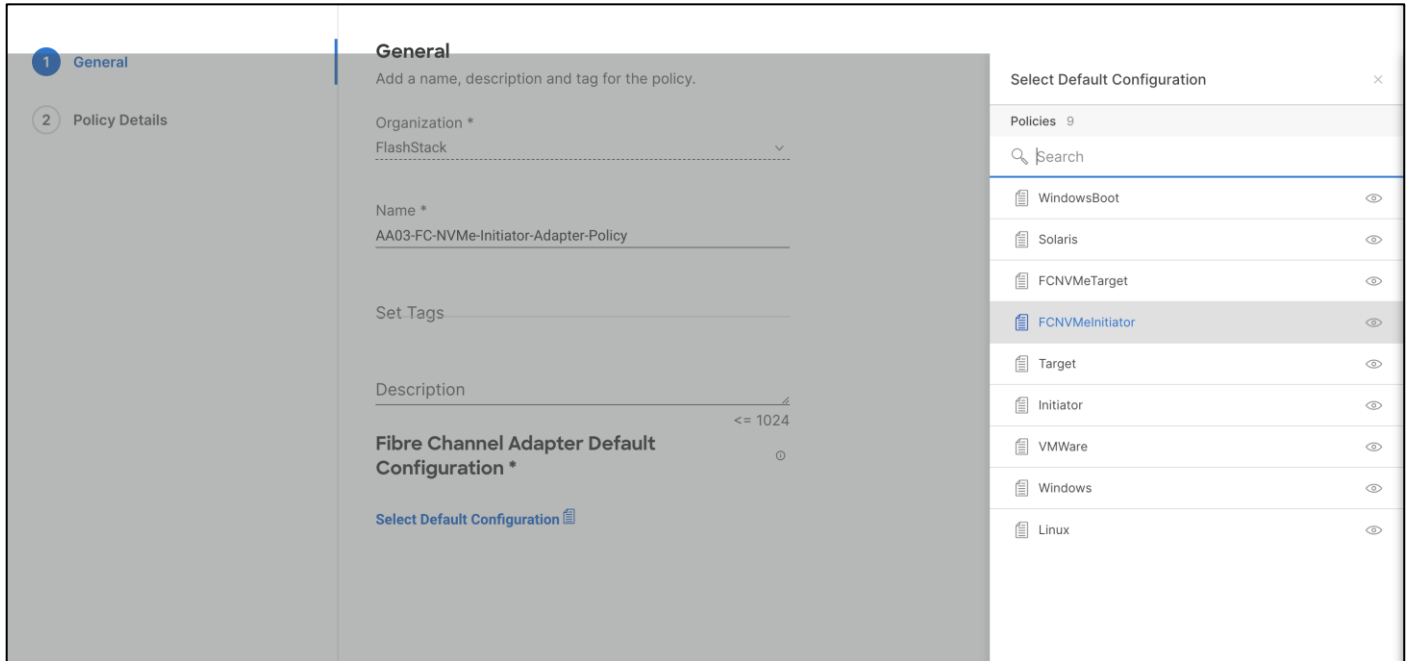 1 General
2 Policy Details
General
Add a name, description and tag for the policy.
Organization *
FlashStack
Name *
AA03-FC-NVMe-Initiator-Adapter-Policy
Set Tags
Description
<= 1024
Fibre Channel Adapter Default
Configuration *
Select Default Configuration
Select Default Configuration
Policies 9
Search
WindowsBoot
Solaris
FCNVMeTarget
FCNVMeInitiator
Target
Initiator
VMWare
Windows
Linux